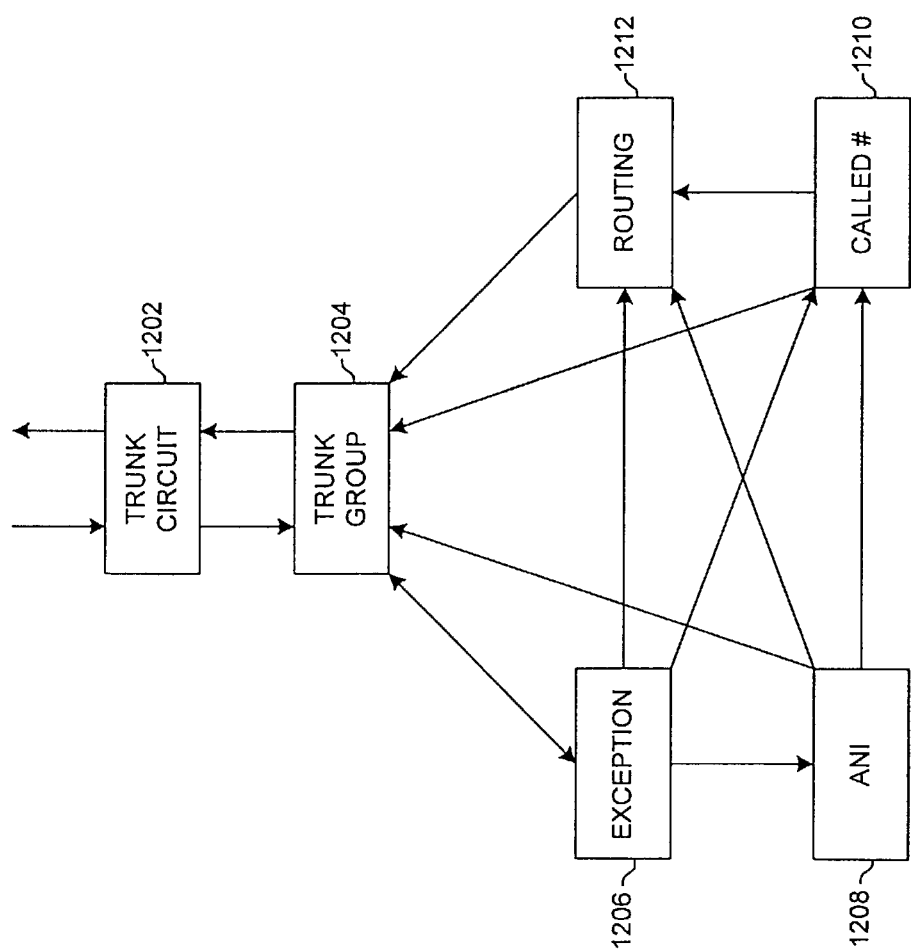 TRUNK
CIRCUIT
1202
TRUNK
GROUP
1204
EXCEPTION
1206
ROUTING
1212
ANI
1208
CALLED #
1210